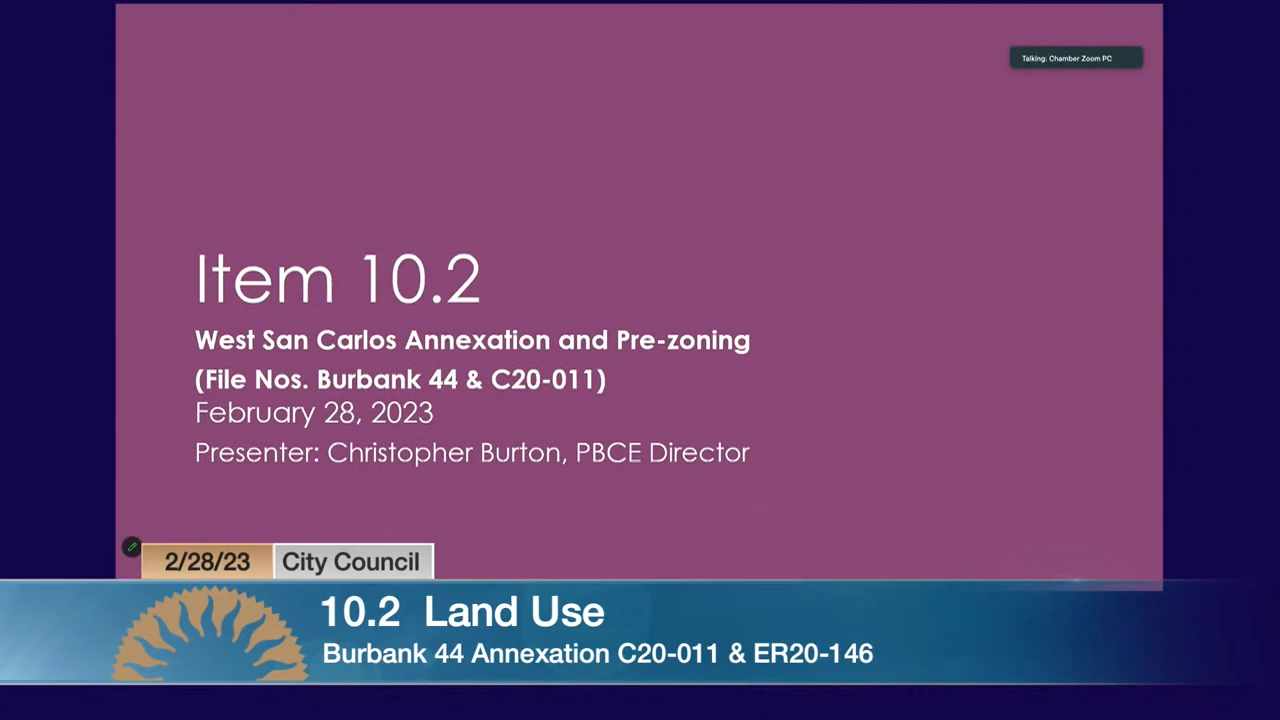 Talking: Chamber Zoom PC
Item 10.2
West San Carlos Annexation and Pre-zoning
(File Nos. Burbank 44 & C20-011)
February 28, 2023
Presenter: Christopher Burton, PBCE Director
2/28/23 City Council
10.2 Land Use
Burbank 44 Annexation C20-011 & ER20-146